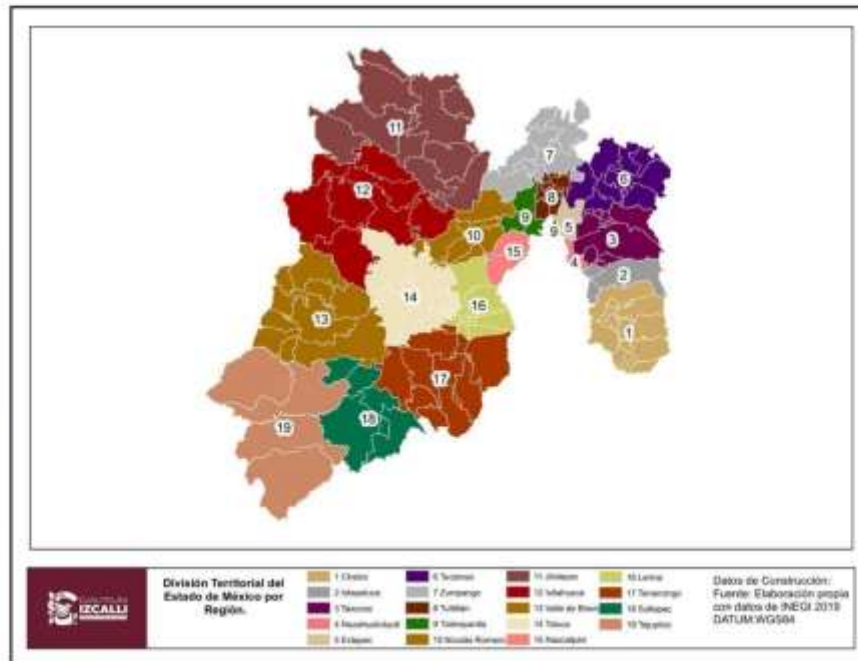 11
7
6
12
8
9
5
10
9
3
15
4
2
14
16
13
1
17
18
19
CUAUTITLÁN
IZCALLI
División Territorial del
Estado de México por
Región.
1 Chalco
2 Ixtapaluca
3 Texcoco
4 Nezahualcóyotl
5 Ecatepec
6 Tecámac
7 Zumpango
8 Tultitlán
9 Tlalnepantla
10 Nicolás Romero
11 Jilotepec
12 Ixtlahuaca
13 Valle de Bravo
14 Toluca
15 Naucalpan
16 Lerma
17 Tenancingo
18 Sultepec
19 Tejupilco
Datos de Construcción:
Fuente: Elaboración propia
con datos de INEGI 2019
DATUM:WGS84